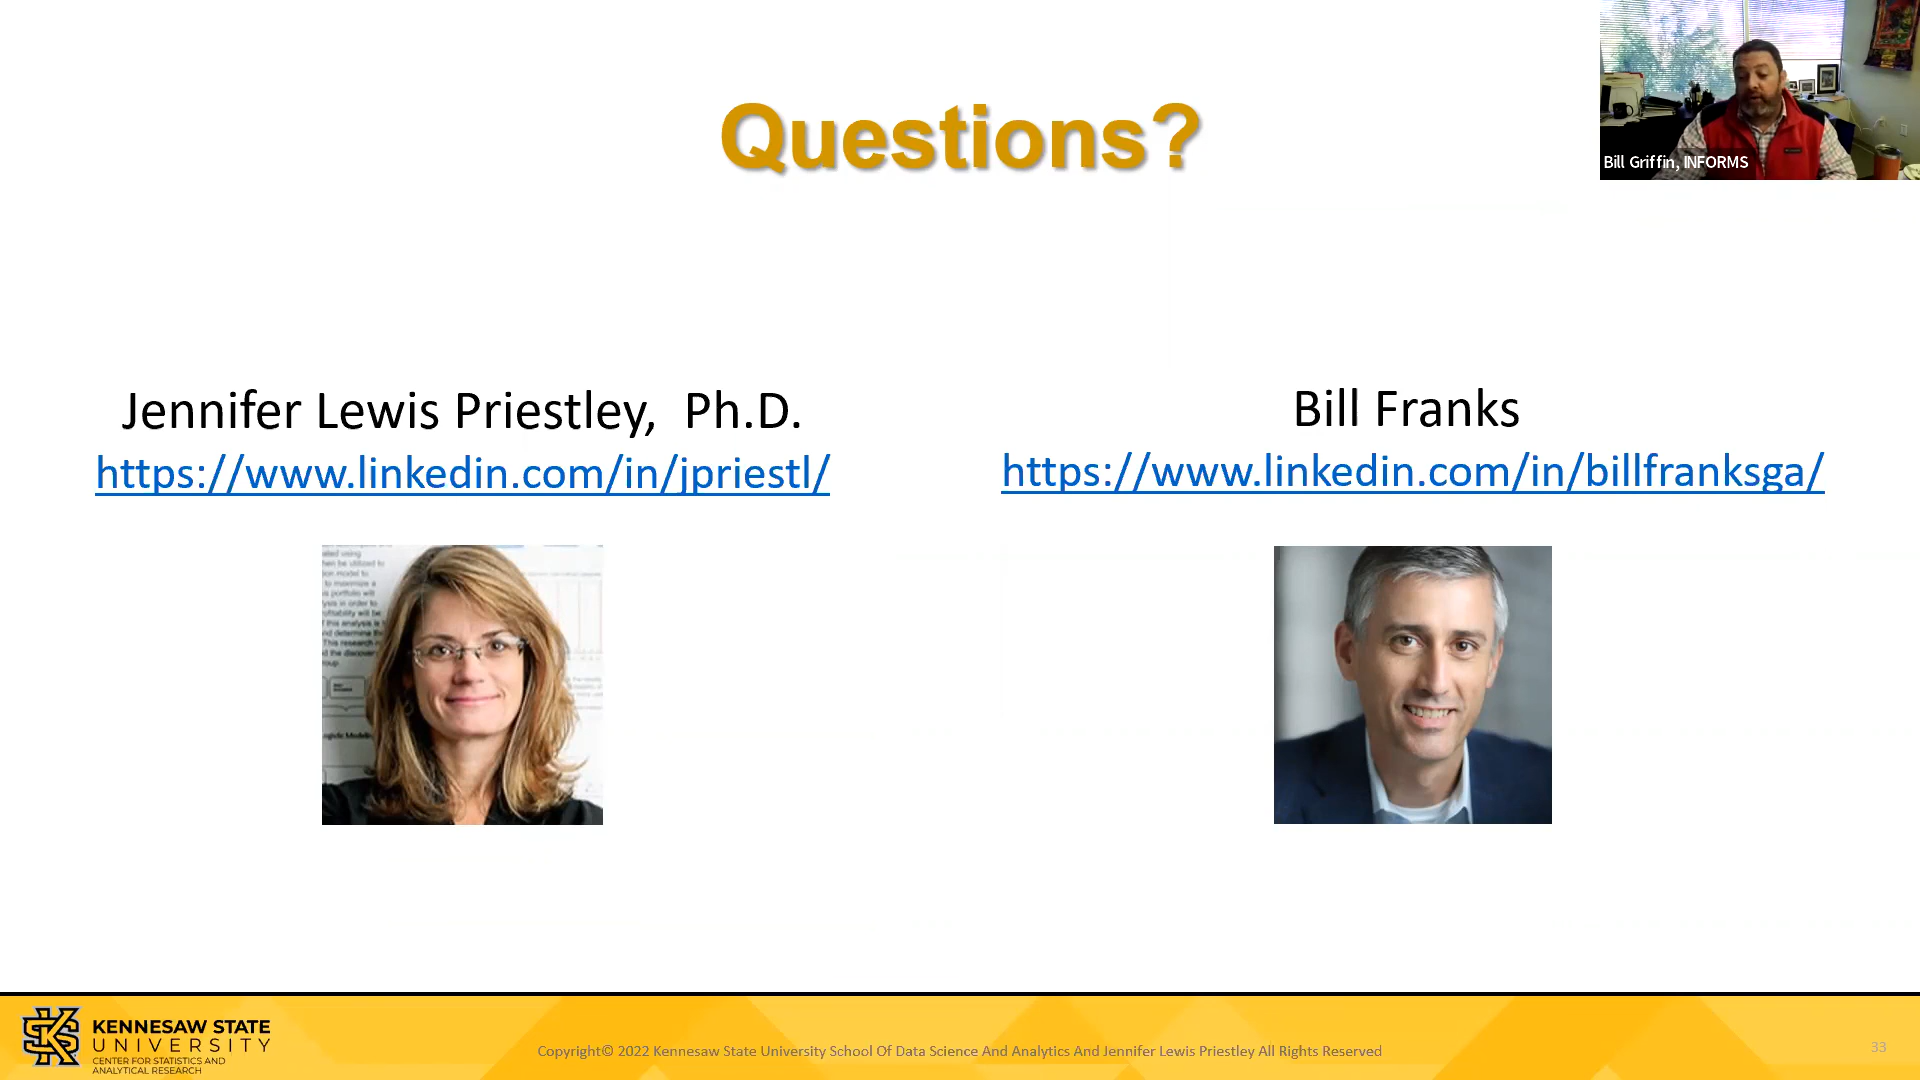 Questions?
Bill Griffin, INFORMS
Jennifer Lewis Priestley, Ph.D.
https://www.linkedin.com/in/jpriestl/
Bill Franks
https://www.linkedin.com/in/billfranksga/
KENNESAW STATE
UNIVERSITY
CENTER FOR STATISTICS AND
ANALYTICAL RESEARCH
Copyright© 2022 Kennesaw State University School Of Data Science And Analytics And Jennifer Lewis Priestley All Rights Reserved
33